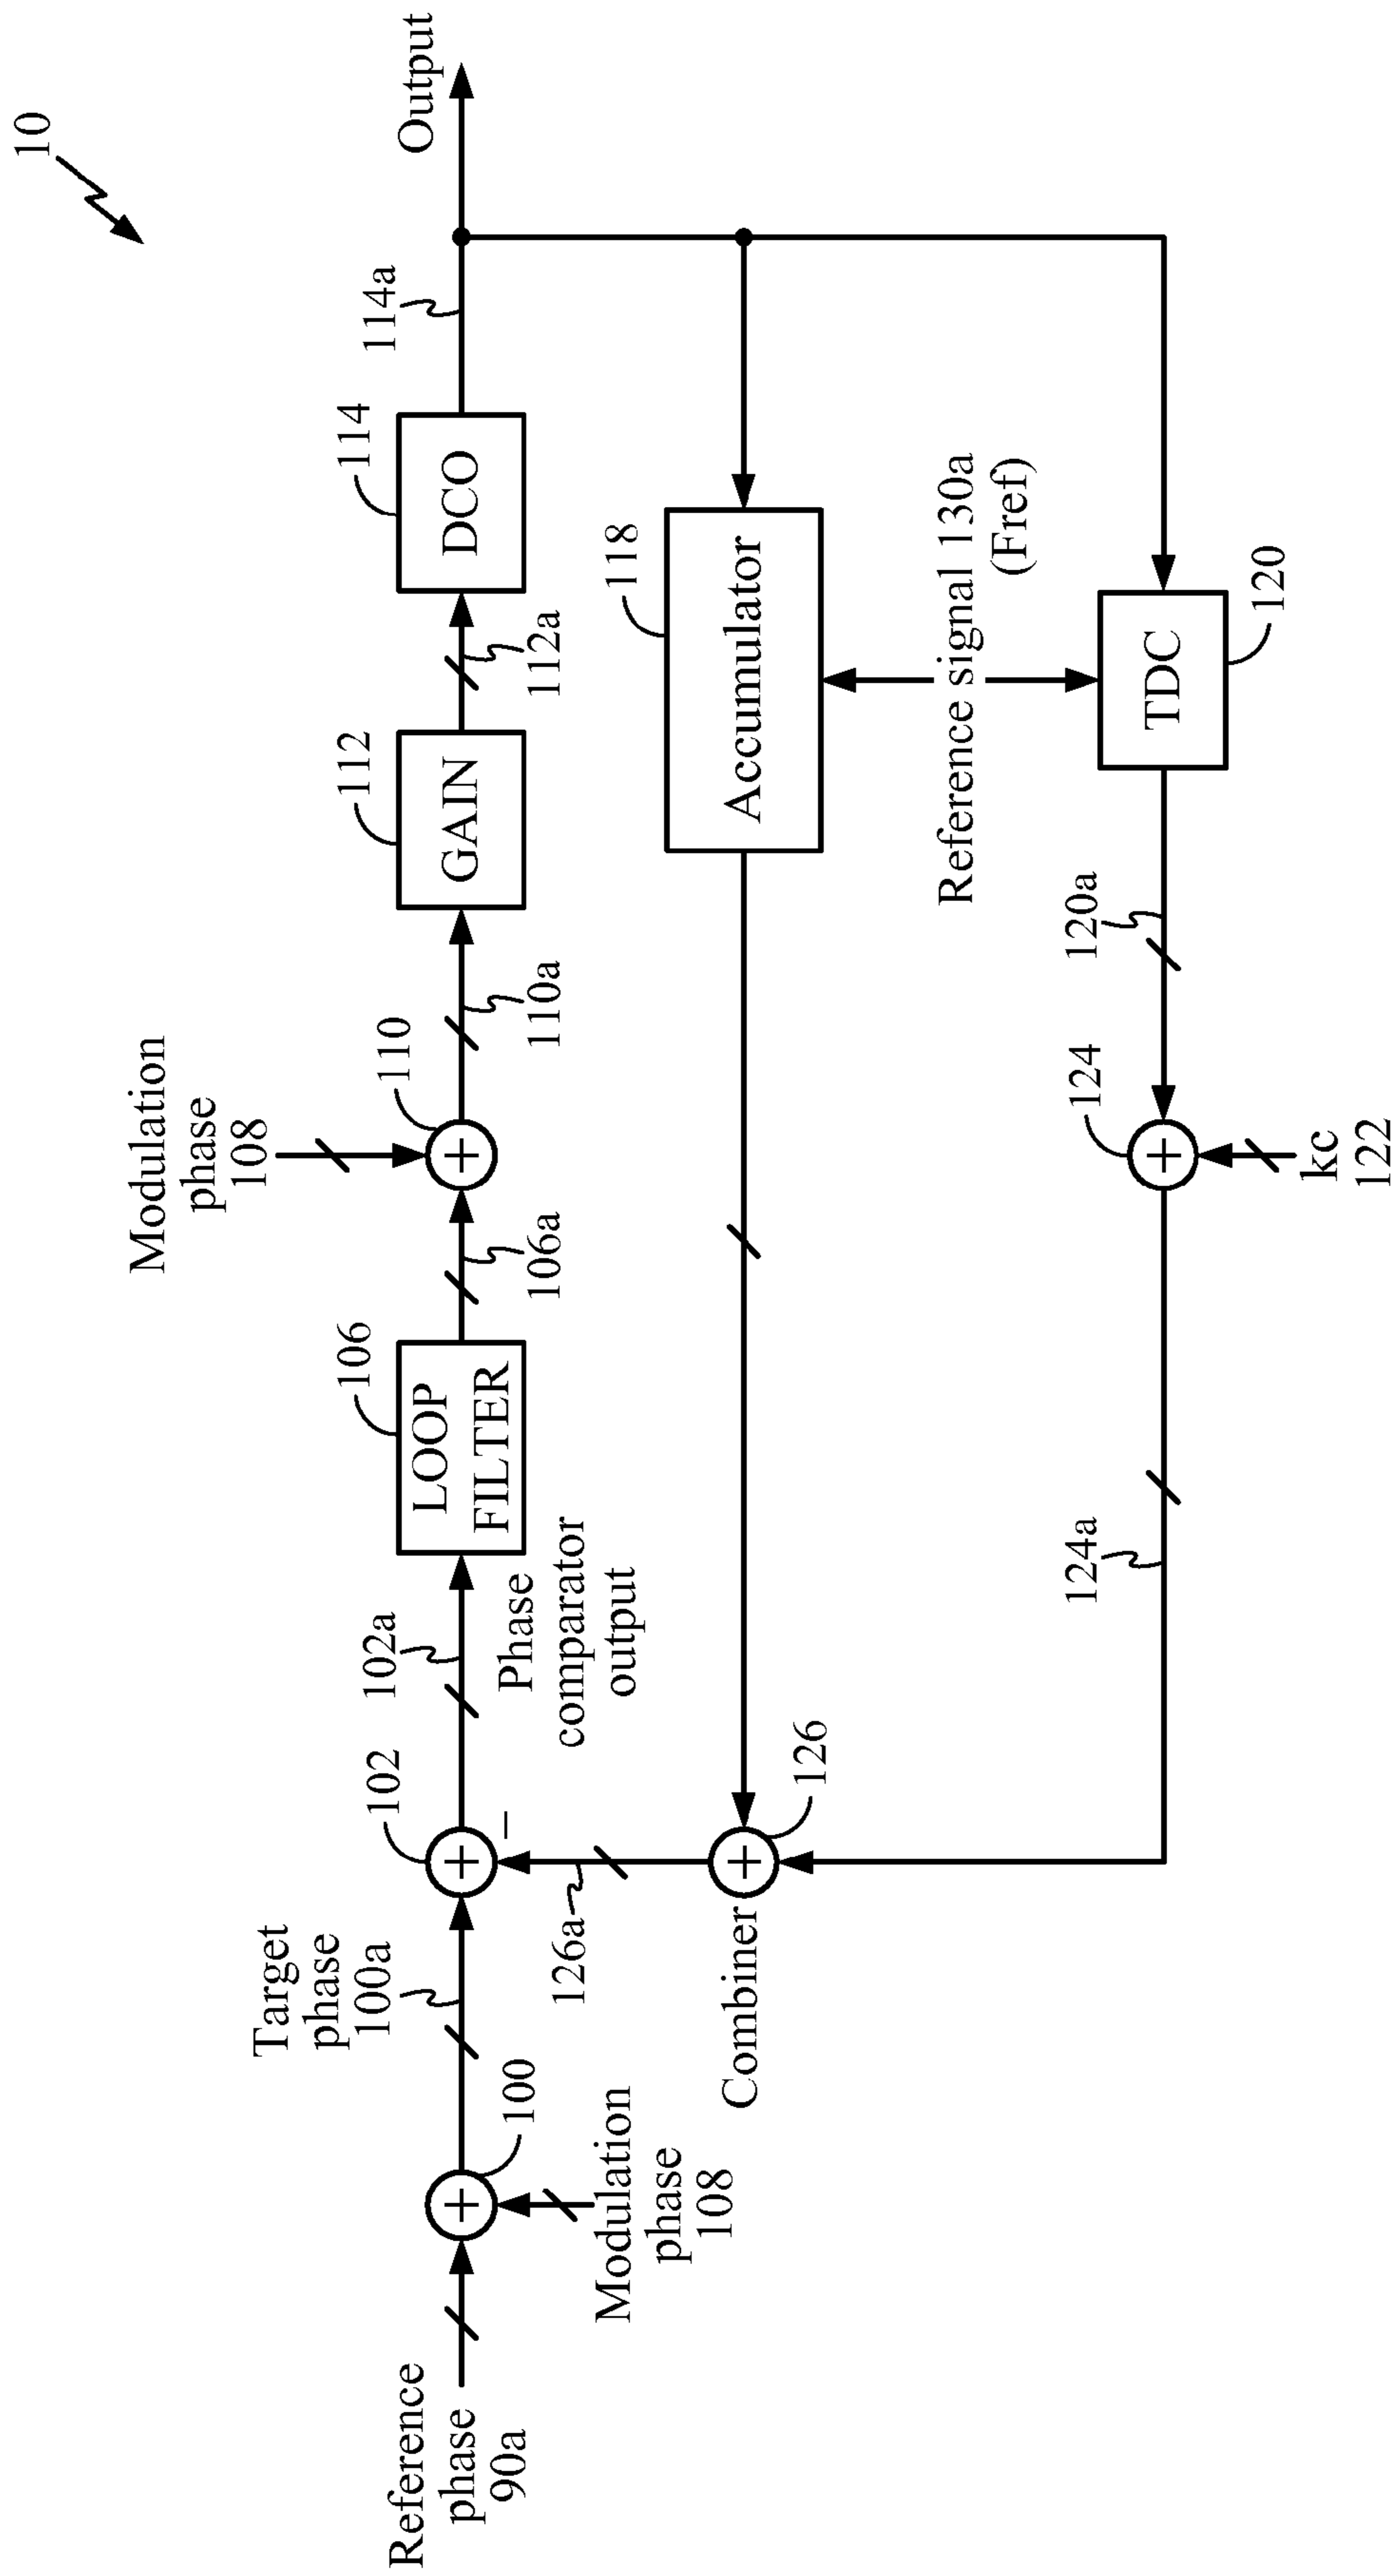 10
Output
114a
114
DCO
112a
112
GAIN
110a
110
Modulation
phase
108
106a
106
LOOP
FILTER
Phase
comparator
output
102a
102
–
Target
phase
100a
100
Modulation
phase
108
Reference
phase
90a
118
Accumulator
Reference signal 130a
(Fref)
TDC
120
120a
124
kc
122
124a
126
126a
Combiner
+
+
+
+
+